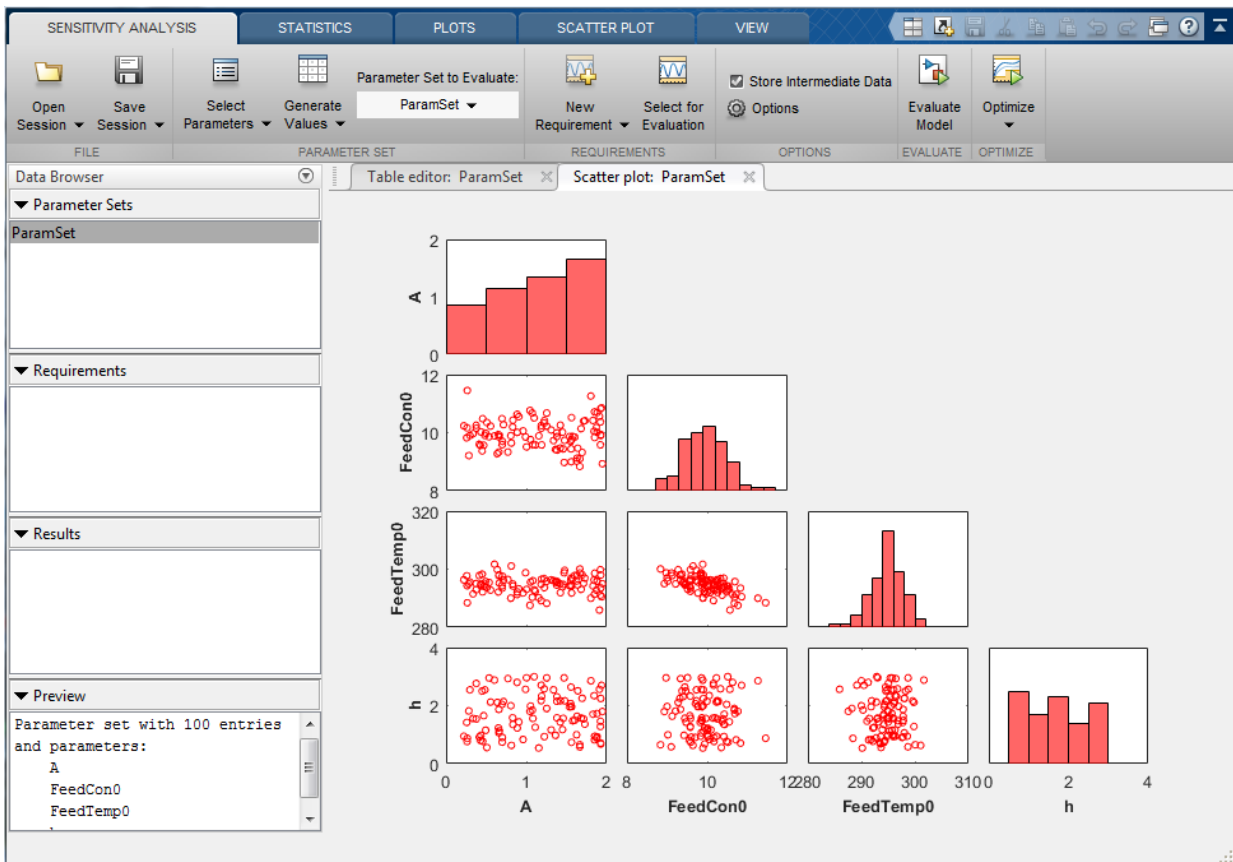 SENSITIVITY ANALYSIS STATISTICS PLOTS SCATTER PLOT VIEW
Open Session Save Session Select Parameters Generate Values Parameter Set to Evaluate: ParamSet New Requirement Select for Evaluation Store Intermediate Data Options Evaluate Model Optimize
FILE PARAMETER SET REQUIREMENTS OPTIONS EVALUATE OPTIMIZE
Data Browser
Table editor: ParamSet Scatter plot: ParamSet
Parameter Sets
ParamSet
Requirements
Results
Preview
Parameter set with 100 entries
and parameters:
A
FeedCon0
FeedTemp0
2
A 1
0
12
FeedCon0 10
8
320
FeedTemp0 300
280
4
h 2
0
0 1 2 8 10 12 280 290 300 310 0 2 4
A FeedCon0 FeedTemp0 h